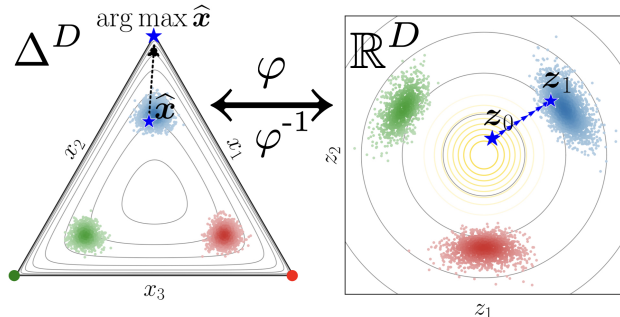 arg max x̂
Δ^D
x̂
x_2
x_1
x_3
φ
φ^-1
ℝ^D
z_1
z_0
z_2
z_1